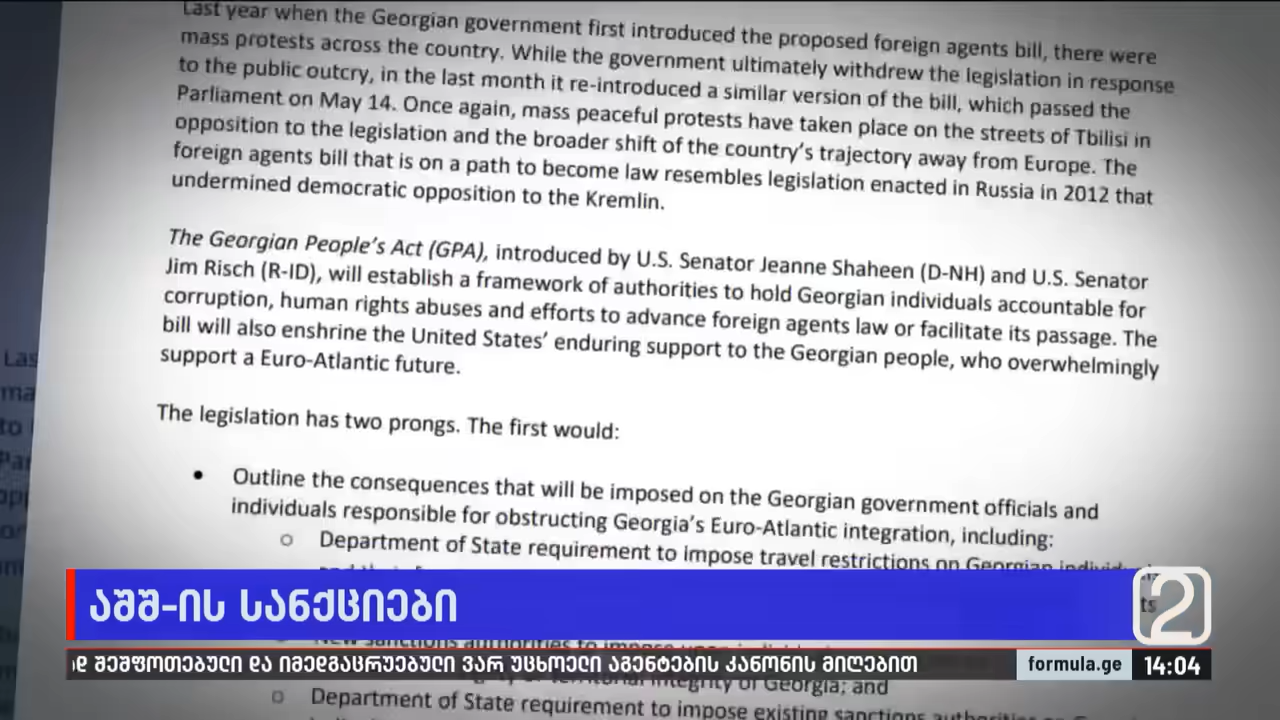 Last year when the Georgian government first introduced the proposed foreign agents bill, there were
mass protests across the country. While the government ultimately withdrew the legislation in response
to the public outcry, in the last month it re-introduced a similar version of the bill, which passed the
Parliament on May 14. Once again, mass peaceful protests have taken place on the streets of Tbilisi in
opposition to the legislation and the broader shift of the country's trajectory away from Europe. The
foreign agents bill that is on a path to become law resembles legislation enacted in Russia in 2012 that
undermined democratic opposition to the Kremlin.
The Georgian People's Act (GPA), introduced by U.S. Senator Jeanne Shaheen (D-NH) and U.S. Senator
Jim Risch (R-ID), will establish a framework of authorities to hold Georgian individuals accountable for
corruption, human rights abuses and efforts to advance foreign agents law or facilitate its passage. The
bill will also enshrine the United States' enduring support to the Georgian people, who overwhelmingly
support a Euro-Atlantic future.
The legislation has two prongs. The first would:
• Outline the consequences that will be imposed on the Georgian government officials and
individuals responsible for obstructing Georgia's Euro-Atlantic integration, including:
o Department of State requirement to impose travel restrictions on Georgian
აშშ-ის სანქციები
2
შეშფოთებული და იმედგაცრუებული ვარ უცხოელი აგენტების კანონის მიღებით
formula.ge
14:04
territorial integrity of Georgia; and
o Department of State requirement to impose existing sanctions